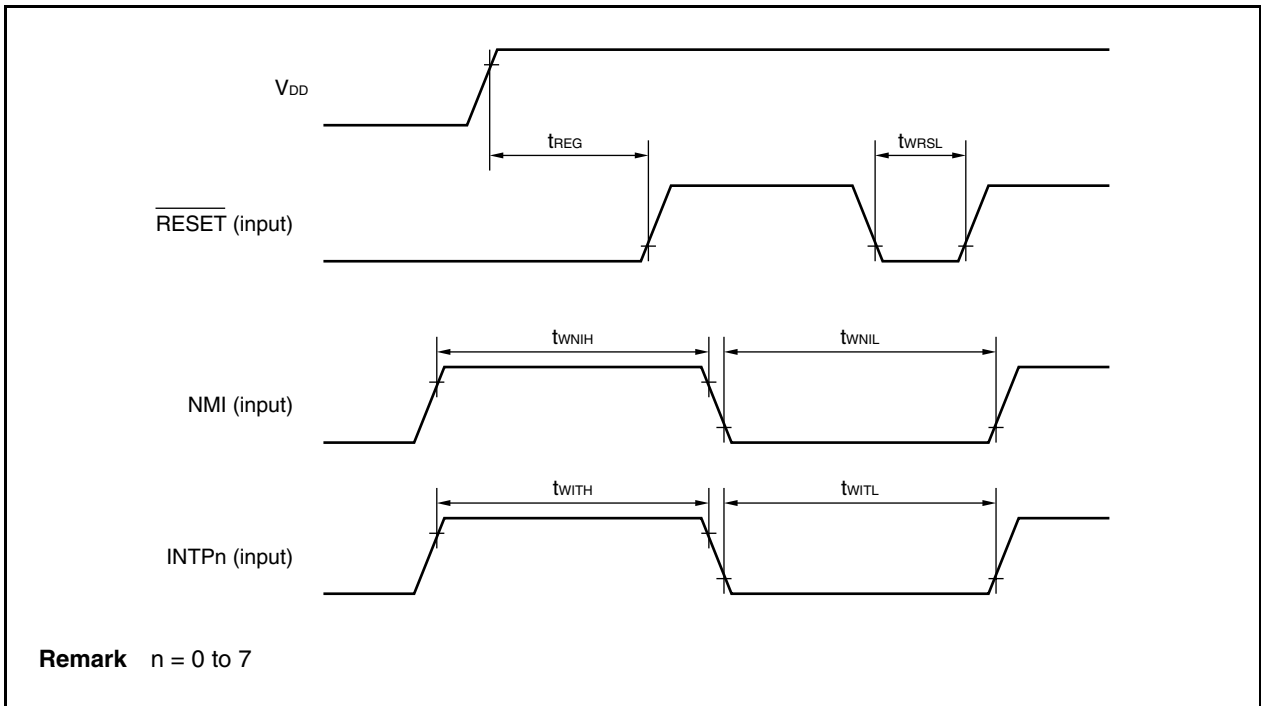 VDD
tREG
tWRSL
RESET (input)
tWNIH
tWNIL
NMI (input)
tWITH
tWITL
INTPn (input)
Remark n = 0 to 7